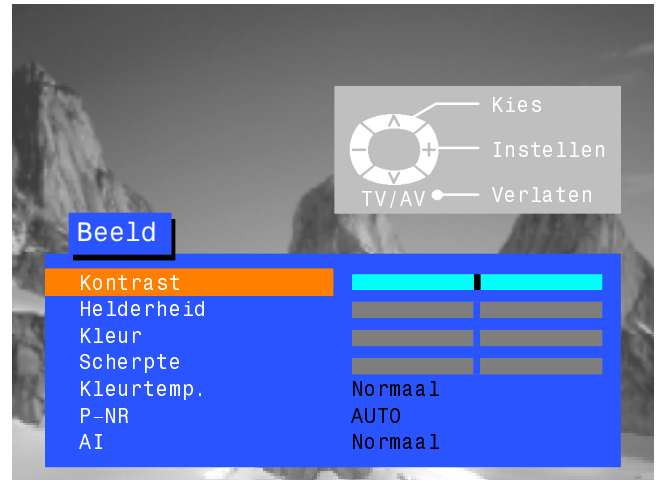 Kies
Instellen
TV/AV Verlaten
Beeld
Kontrast
Helderheid
Kleur
Scherpte
Kleurtemp. Normaal
P-NR AUTO
AI Normaal